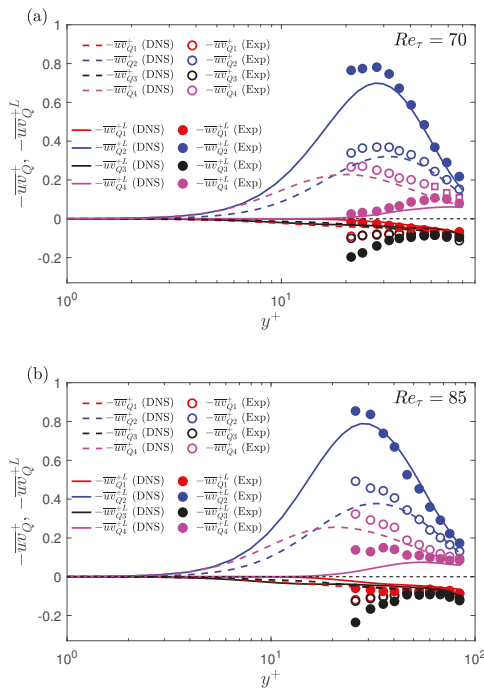 (a)
Re_τ = 70
−\overline{uv}^+_{Q1} (DNS) −\overline{uv}^+_{Q1} (Exp)
−\overline{uv}^+_{Q2} (DNS) −\overline{uv}^+_{Q2} (Exp)
−\overline{uv}^+_{Q3} (DNS) −\overline{uv}^+_{Q3} (Exp)
−\overline{uv}^+_{Q4} (DNS) −\overline{uv}^+_{Q4} (Exp)
−\overline{uv}^{+L}_{Q1} (DNS) −\overline{uv}^{+L}_{Q1} (Exp)
−\overline{uv}^{+L}_{Q2} (DNS) −\overline{uv}^{+L}_{Q2} (Exp)
−\overline{uv}^{+L}_{Q3} (DNS) −\overline{uv}^{+L}_{Q3} (Exp)
−\overline{uv}^{+L}_{Q4} (DNS) −\overline{uv}^{+L}_{Q4} (Exp)
−\overline{uv}^+_Q, −\overline{uv}^{+L}_Q
1
0.8
0.6
0.4
0.2
0
-0.2
10^0 10^1
y^+
(b)
Re_τ = 85
−\overline{uv}^+_{Q1} (DNS) −\overline{uv}^+_{Q1} (Exp)
−\overline{uv}^+_{Q2} (DNS) −\overline{uv}^+_{Q2} (Exp)
−\overline{uv}^+_{Q3} (DNS) −\overline{uv}^+_{Q3} (Exp)
−\overline{uv}^+_{Q4} (DNS) −\overline{uv}^+_{Q4} (Exp)
−\overline{uv}^{+L}_{Q1} (DNS) −\overline{uv}^{+L}_{Q1} (Exp)
−\overline{uv}^{+L}_{Q2} (DNS) −\overline{uv}^{+L}_{Q2} (Exp)
−\overline{uv}^{+L}_{Q3} (DNS) −\overline{uv}^{+L}_{Q3} (Exp)
−\overline{uv}^{+L}_{Q4} (DNS) −\overline{uv}^{+L}_{Q4} (Exp)
−\overline{uv}^+_Q, −\overline{uv}^{+L}_Q
1
0.8
0.6
0.4
0.2
0
-0.2
10^0 10^1 10^2
y^+